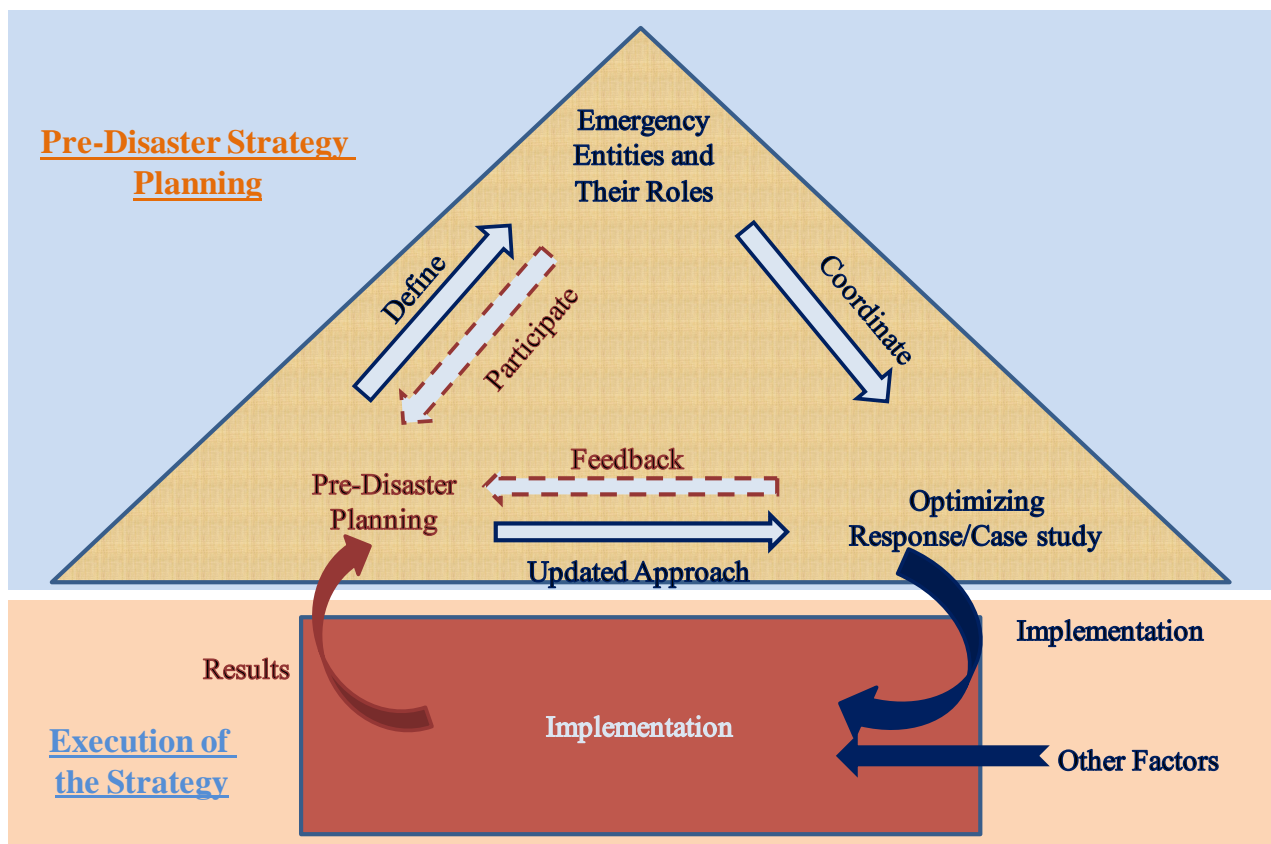 Pre-Disaster Strategy
Planning
Emergency
Entities and
Their Roles
Define
Participate
Coordinate
Feedback
Pre-Disaster
Planning
Optimizing
Response/Case study
Updated Approach
Implementation
Results
Implementation
Execution of
the Strategy
Other Factors